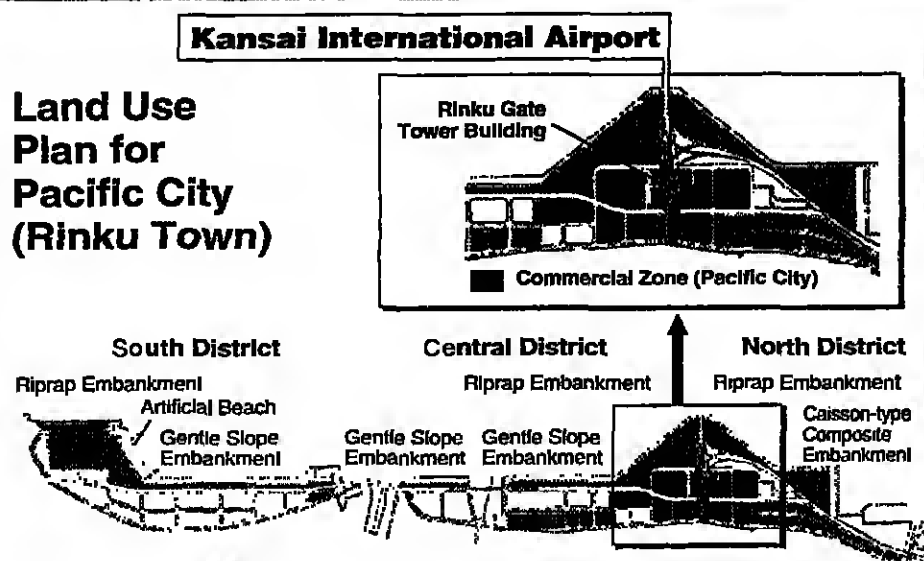 Kansai International Airport
Land Use
Plan for
Pacific City
(Rinku Town)
Rinku Gate
Tower Building
Commercial Zone (Pacific City)
South District
Central District
North District
Riprap Embankment
Riprap Embankment
Riprap Embankment
Artificial Beach
Gentle Slope
Embankment
Gentle Slope
Embankment
Gentle Slope
Embankment
Caisson-type
Composite
Embankment